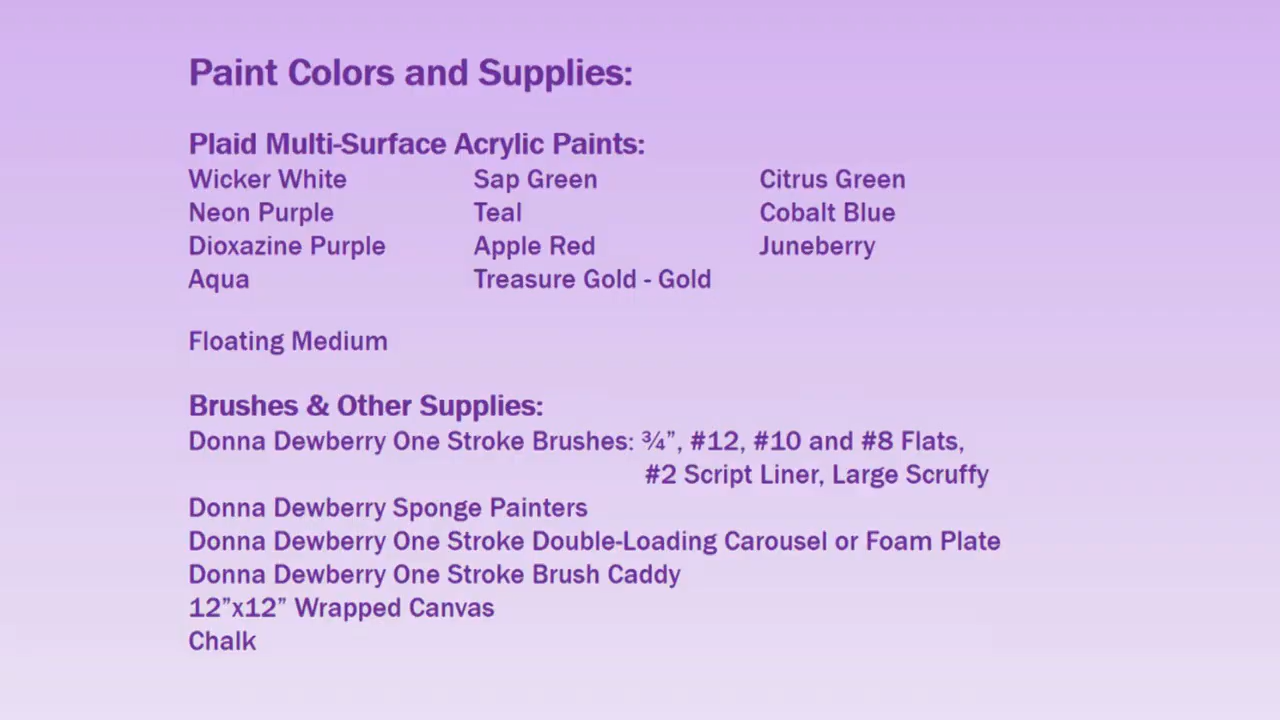 Paint Colors and Supplies:
Plaid Multi-Surface Acrylic Paints:
Wicker White Sap Green Citrus Green
Neon Purple Teal Cobalt Blue
Dioxazine Purple Apple Red Juneberry
Aqua Treasure Gold - Gold
Floating Medium
Brushes & Other Supplies:
Donna Dewberry One Stroke Brushes: ¾”, #12, #10 and #8 Flats,
#2 Script Liner, Large Scruffy
Donna Dewberry Sponge Painters
Donna Dewberry One Stroke Double-Loading Carousel or Foam Plate
Donna Dewberry One Stroke Brush Caddy
12”x12” Wrapped Canvas
Chalk